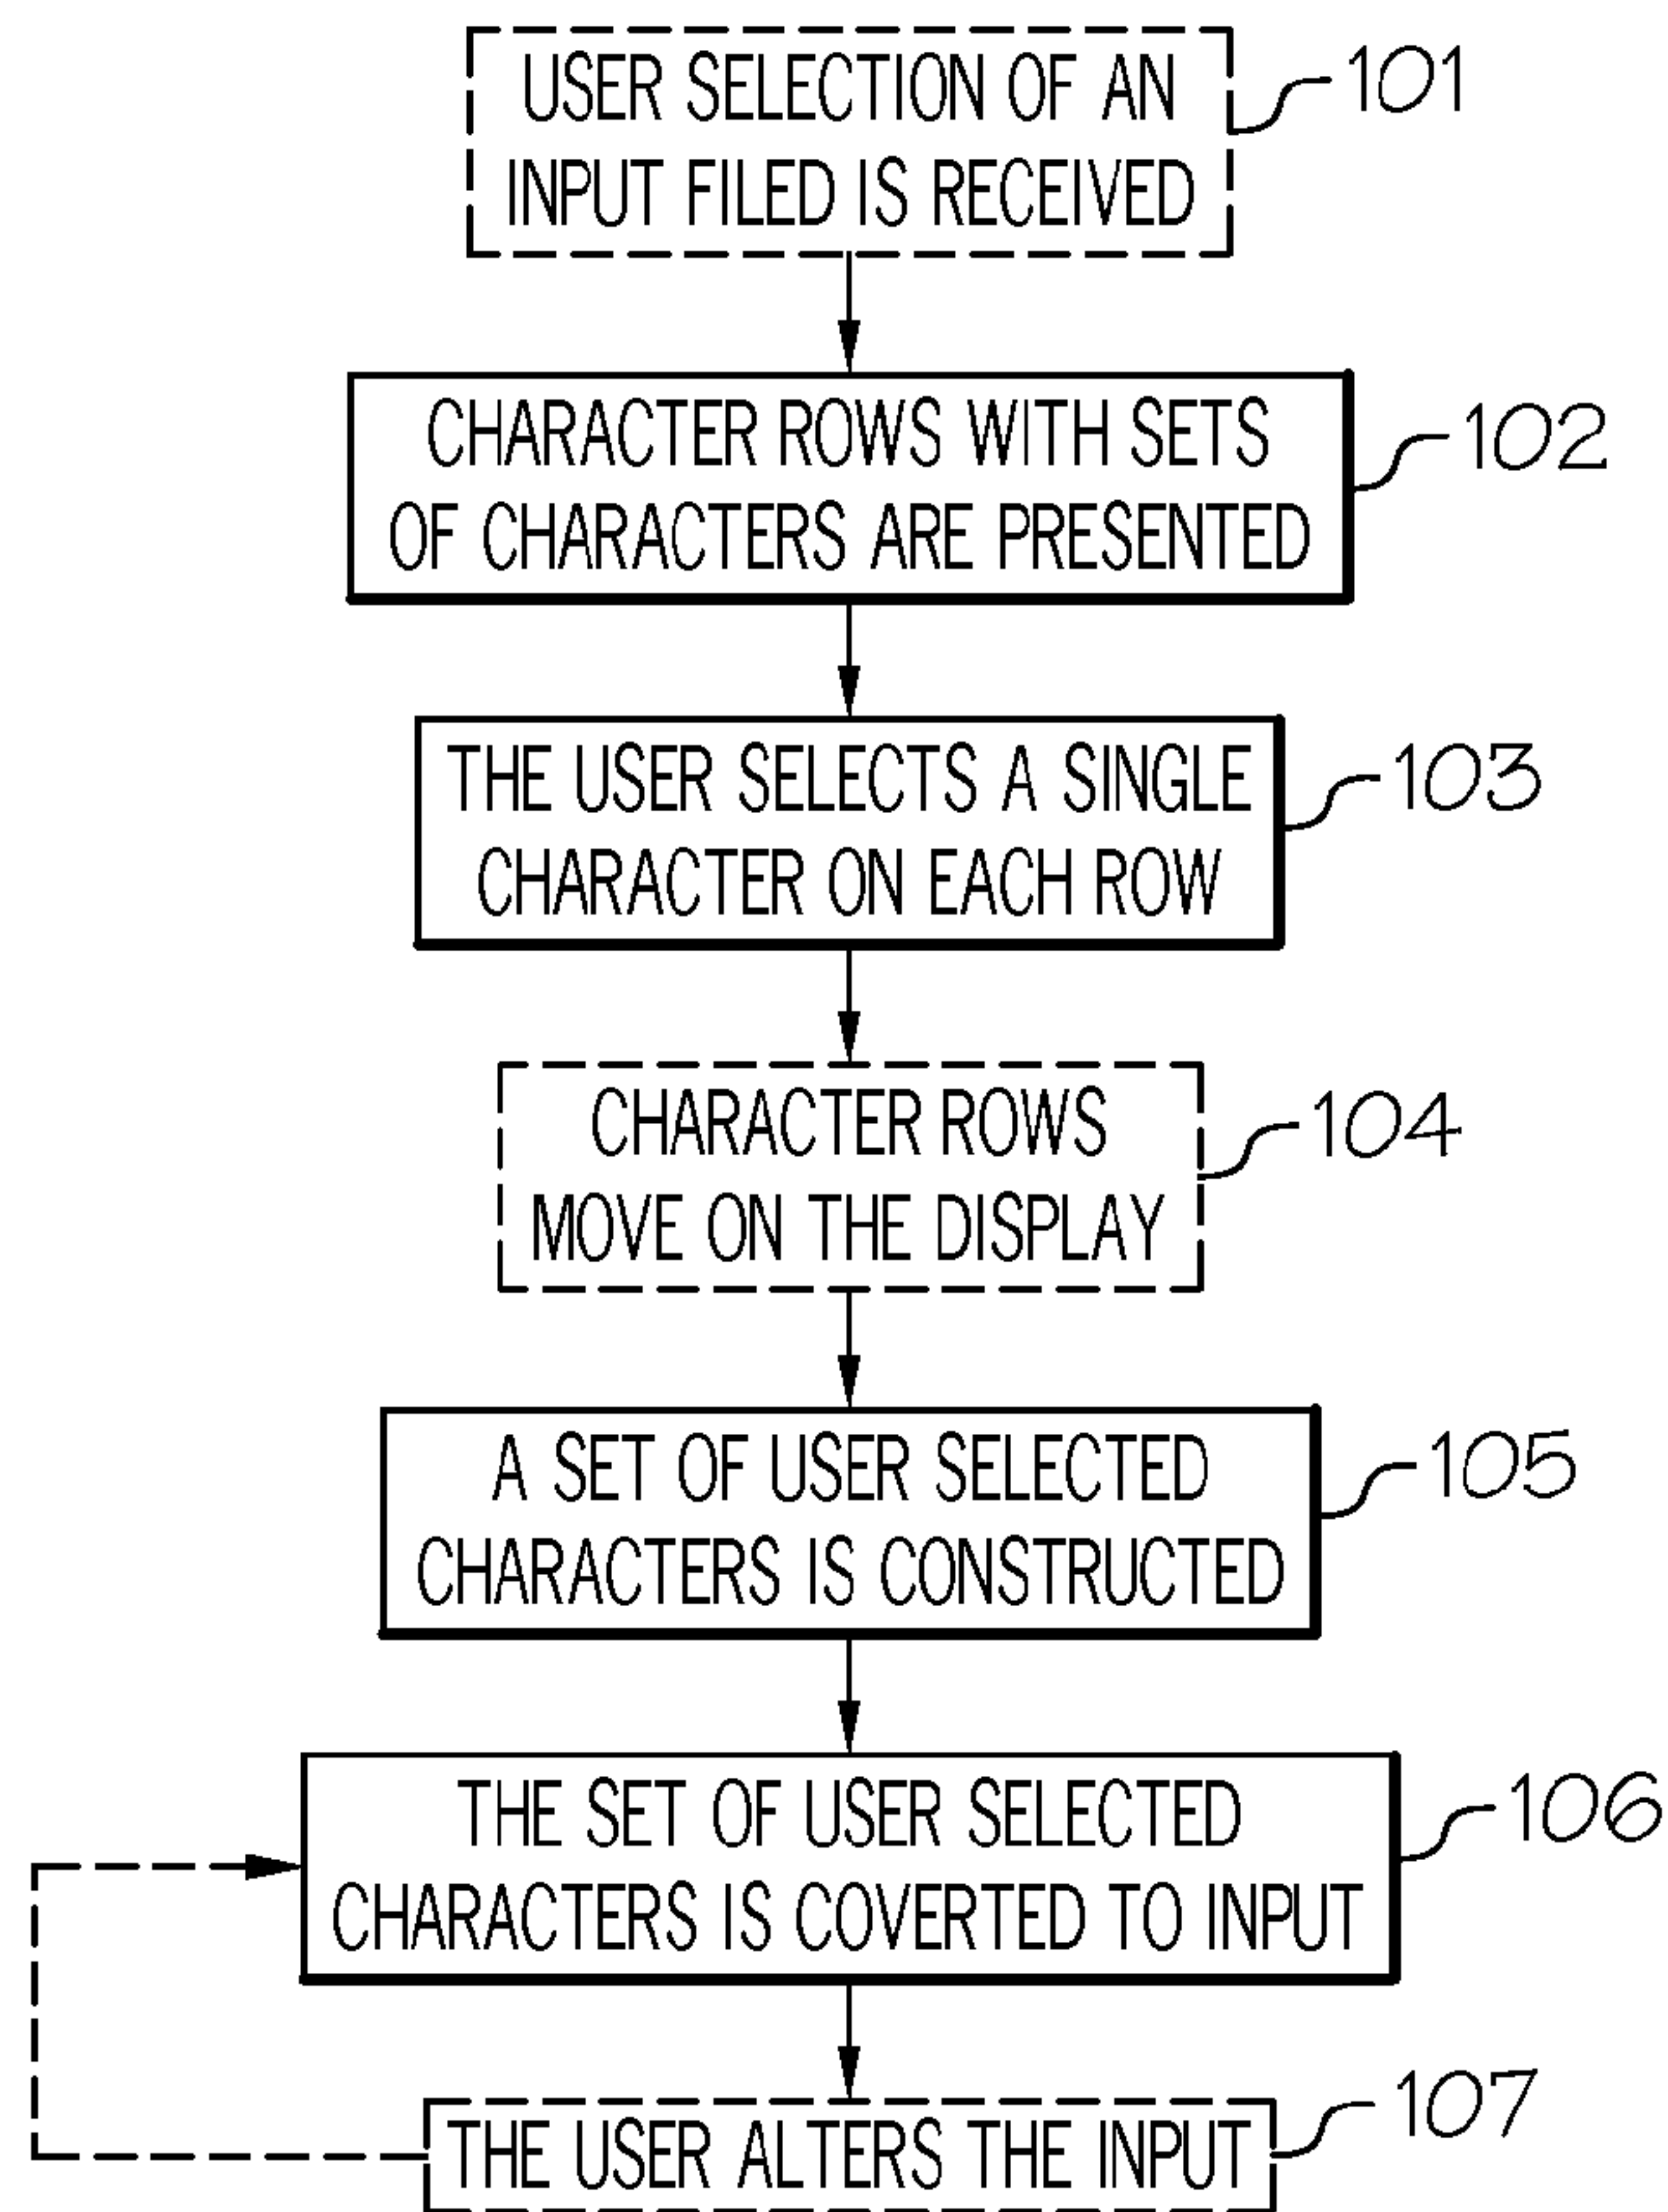 USER SELECTION OF AN
INPUT FILED IS RECEIVED
101
CHARACTER ROWS WITH SETS
OF CHARACTERS ARE PRESENTED
102
THE USER SELECTS A SINGLE
CHARACTER ON EACH ROW
103
CHARACTER ROWS
MOVE ON THE DISPLAY
104
A SET OF USER SELECTED
CHARACTERS IS CONSTRUCTED
105
THE SET OF USER SELECTED
CHARACTERS IS COVERTED TO INPUT
106
THE USER ALTERS THE INPUT
107